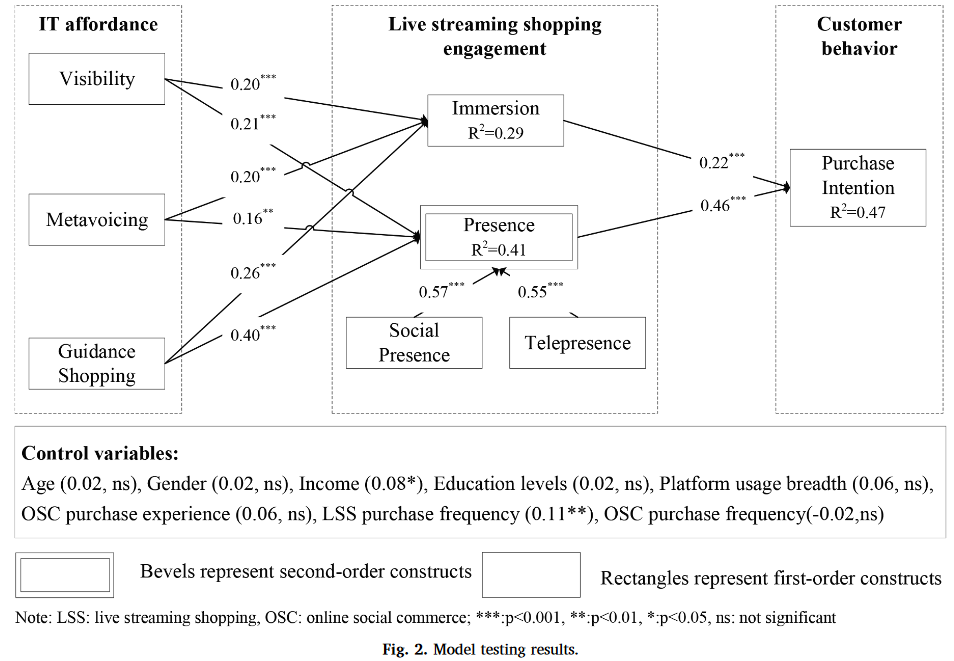 IT affordance
Live streaming shopping
engagement
Customer
behavior
Visibility
0.20***
Immersion
R²=0.29
0.21***
0.22***
Purchase
Intention
R²=0.47
0.20***
Metavoicing
0.16**
0.46***
Presence
R²=0.41
0.26***
0.57***
0.55***
0.40***
Guidance
Shopping
Social
Presence
Telepresence
Control variables:
Age (0.02, ns), Gender (0.02, ns), Income (0.08*), Education levels (0.02, ns), Platform usage breadth (0.06, ns),
OSC purchase experience (0.06, ns), LSS purchase frequency (0.11**), OSC purchase frequency(-0.02,ns)
Bevels represent second-order constructs
Rectangles represent first-order constructs
Note: LSS: live streaming shopping, OSC: online social commerce; ***:p<0.001, **:p<0.01, *:p<0.05, ns: not significant
Fig. 2. Model testing results.